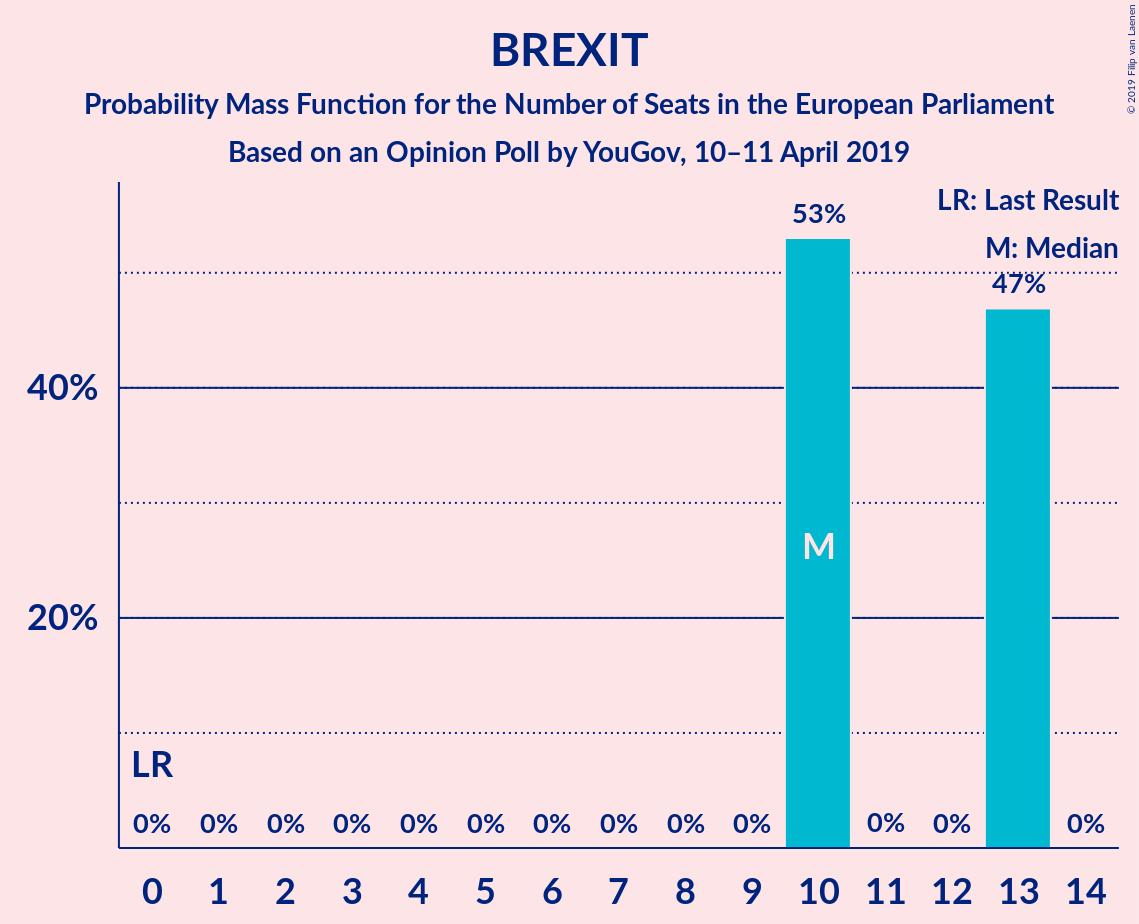 BREXIT
Probability Mass Function for the Number of Seats in the European Parliament
Based on an Opinion Poll by YouGov, 10–11 April 2019
© 2019 Filip van Laenen
LR: Last Result
M: Median
53%
47%
40%
20%
M
LR
0% 0% 0% 0% 0% 0% 0% 0% 0% 0% 0% 0% 0%
0 1 2 3 4 5 6 7 8 9 10 11 12 13 14